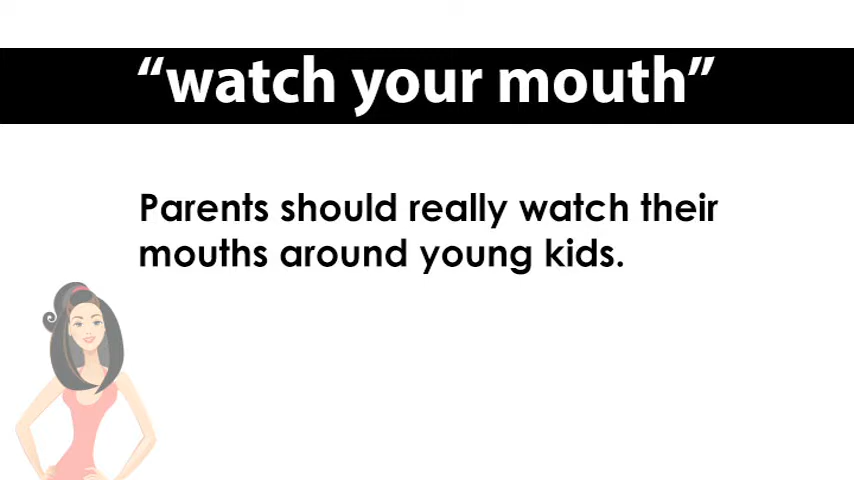 “watch your mouth”
Parents should really watch their
mouths around young kids.